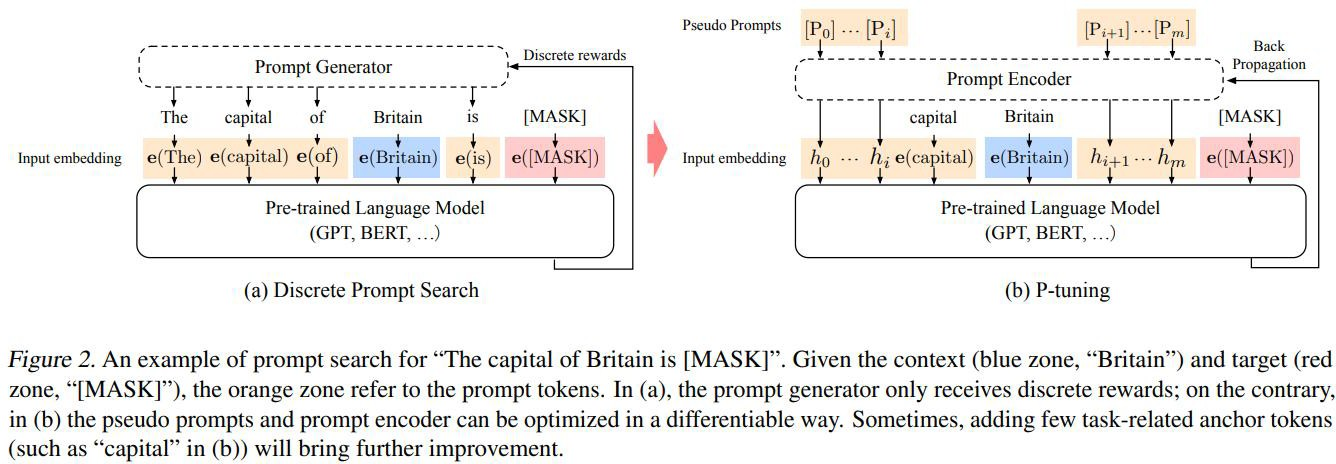 Prompt Generator
Discrete rewards
The capital of Britain is [MASK]
Input embedding e(The) e(capital) e(of) e(Britain) e(is) e([MASK])
Pre-trained Language Model
(GPT, BERT, …)
(a) Discrete Prompt Search
Pseudo Prompts [P0] ⋯ [Pi] [Pi+1] ⋯ [Pm]
Prompt Encoder
Back
Propagation
capital Britain [MASK]
Input embedding h0 ⋯ hi e(capital) e(Britain) hi+1 ⋯ hm e([MASK])
Pre-trained Language Model
(GPT, BERT, …)
(b) P-tuning
Figure 2. An example of prompt search for “The capital of Britain is [MASK]”. Given the context (blue zone, “Britain”) and target (red
zone, “[MASK]”), the orange zone refer to the prompt tokens. In (a), the prompt generator only receives discrete rewards; on the contrary,
in (b) the pseudo prompts and prompt encoder can be optimized in a differentiable way. Sometimes, adding few task-related anchor tokens
(such as “capital” in (b)) will bring further improvement.